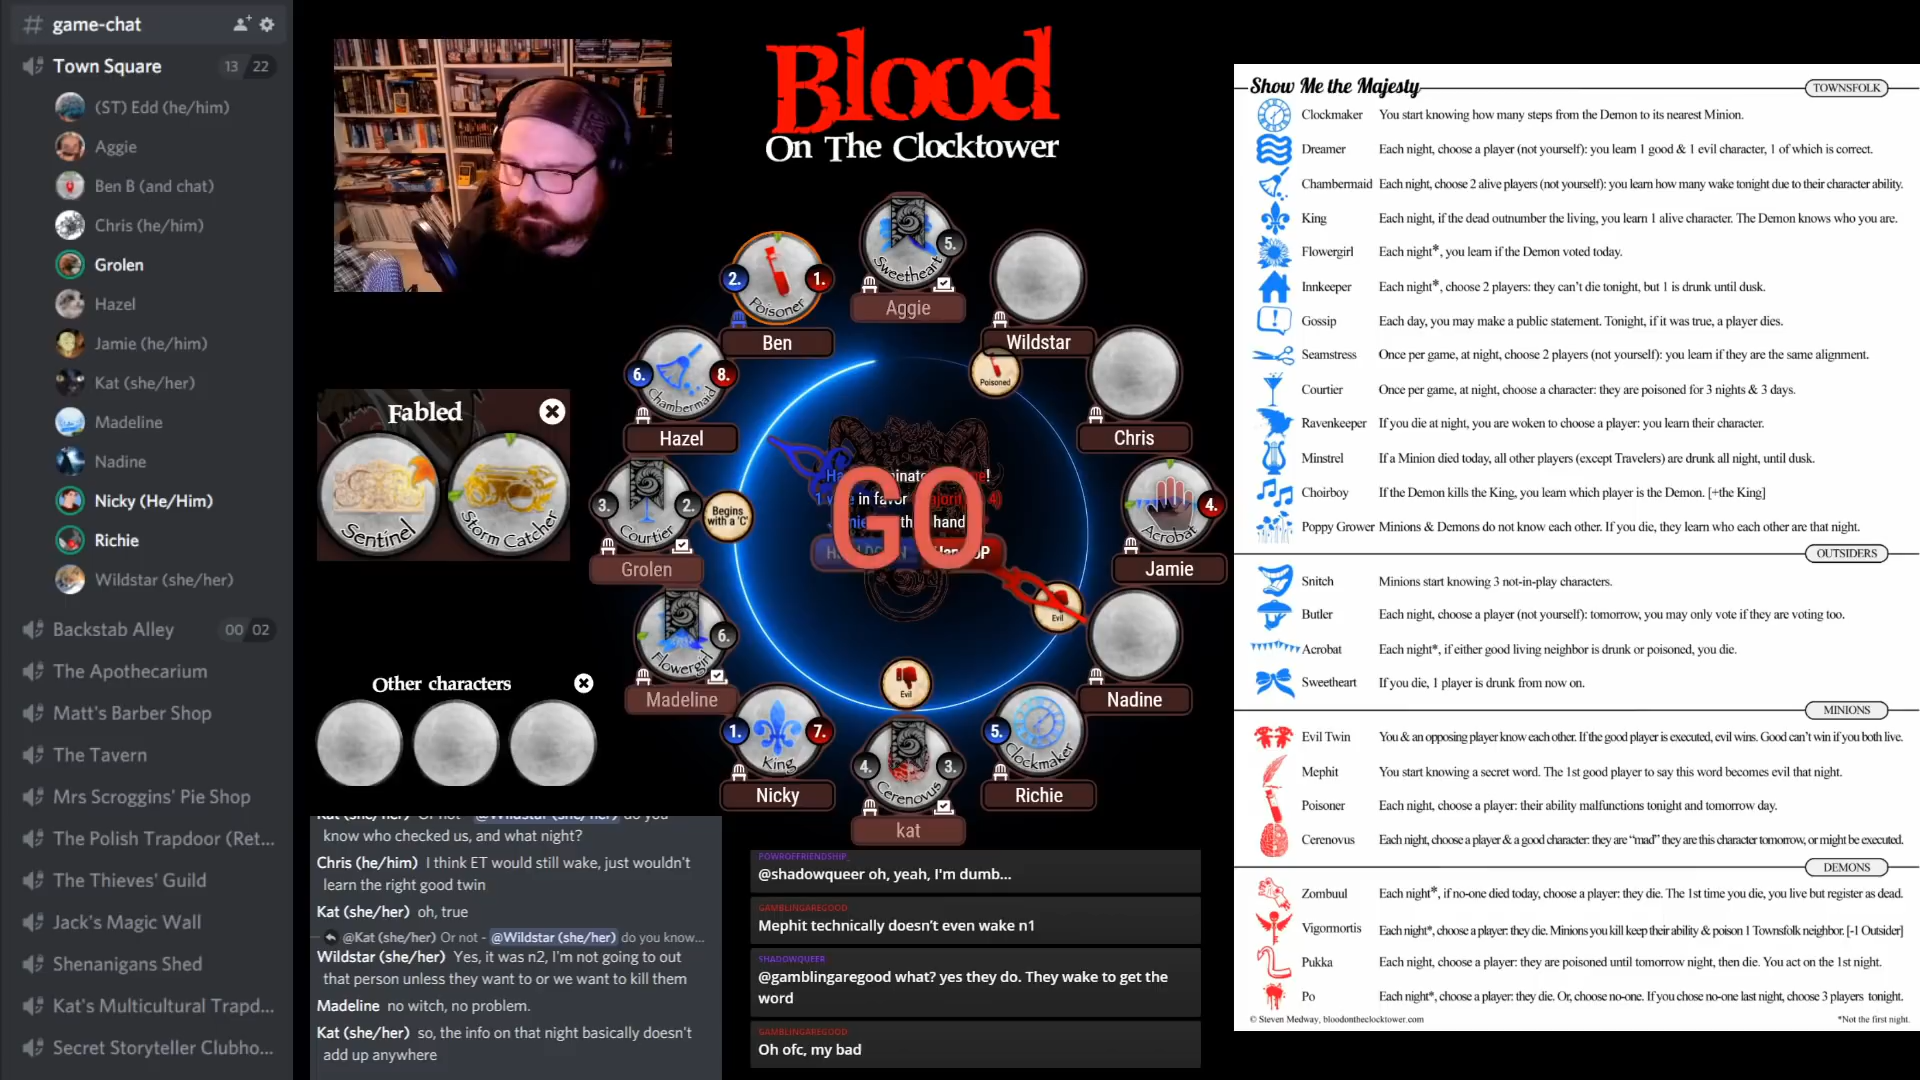 # game-chat
Town Square 13 / 22
(ST) Edd (he/him)
Aggie
Ben B (and chat)
Chris (he/him)
Grolen
Hazel
Jamie (he/him)
Kat (she/her)
Madeline
Nadine
Nicky (He/Him)
Richie
Wildstar (she/her)
Backstab Alley 00 / 02
The Apothecarium
Matt's Barber Shop
The Tavern
Mrs Scroggins' Pie Shop
The Polish Trapdoor (Ret...
The Thieves' Guild
Jack's Magic Wall
Shenanigans Shed
Kat's Multicultural Trapd...
Secret Storyteller Clubho...
Fabled
Sentinel
Storm Catcher
Other characters
know who checked us, and what night?
Chris (he/him) I think ET would still wake, just wouldn't
learn the right good twin
Kat (she/her) oh, true
@Kat (she/her) Or not - @Wildstar (she/her) do you know...
Wildstar (she/her) Yes, it was n2, I'm not going to out
that person unless they want to or we want to kill them
Madeline no witch, no problem.
Kat (she/her) so, the info on that night basically doesn't
add up anywhere
Blood
On The Clocktower
Sweetheart
5.
Aggie
2.
Poisoner
1.
Ben
Wildstar
Poisoned
6.
Chambermaid
8.
Hazel
Chris
3.
Courtier
2.
Begins with a 'C'
Grolen
Acrobat
4.
Jamie
GO
Flowergirl
6.
Madeline
Evil
Nadine
1.
King
7.
Nicky
Evil
4.
Cerenovus
3.
kat
5.
Clockmaker
Richie
POWROFFRIENDSHIP_
@shadowqueer oh, yeah, I'm dumb...
GAMBLINGAREGOOD
Mephit technically doesn't even wake n1
SHADOWQUEER
@gamblingaregood what? yes they do. They wake to get the
word
GAMBLINGAREGOOD
Oh ofc, my bad
Show Me the Majesty
TOWNSFOLK
Clockmaker You start knowing how many steps from the Demon to its nearest Minion.
Dreamer Each night, choose a player (not yourself): you learn 1 good & 1 evil character, 1 of which is correct.
Chambermaid Each night, choose 2 alive players (not yourself): you learn how many wake tonight due to their character ability.
King Each night, if the dead outnumber the living, you learn 1 alive character. The Demon knows who you are.
Flowergirl Each night*, you learn if the Demon voted today.
Innkeeper Each night*, choose 2 players: they can't die tonight, but 1 is drunk until dusk.
Gossip Each day, you may make a public statement. Tonight, if it was true, a player dies.
Seamstress Once per game, at night, choose 2 players (not yourself): you learn if they are the same alignment.
Courtier Once per game, at night, choose a character: they are poisoned for 3 nights & 3 days.
Ravenkeeper If you die at night, you are woken to choose a player: you learn their character.
Minstrel If a Minion died today, all other players (except Travelers) are drunk all night, until dusk.
Choirboy If the Demon kills the King, you learn which player is the Demon. [+the King]
Poppy Grower Minions & Demons do not know each other. If you die, they learn who each other are that night.
OUTSIDERS
Snitch Minions start knowing 3 not-in-play characters.
Butler Each night, choose a player (not yourself): tomorrow, you may only vote if they are voting too.
Acrobat Each night*, if either good living neighbor is drunk or poisoned, you die.
Sweetheart If you die, 1 player is drunk from now on.
MINIONS
Evil Twin You & an opposing player know each other. If the good player is executed, evil wins. Good can't win if you both live.
Mephit You start knowing a secret word. The 1st good player to say this word becomes evil that night.
Poisoner Each night, choose a player: their ability malfunctions tonight and tomorrow day.
Cerenovus Each night, choose a player & a good character: they are "mad" they are this character tomorrow, or might be executed.
DEMONS
Zombuul Each night*, if no-one died today, choose a player: they die. The 1st time you die, you live but register as dead.
Vigormortis Each night*, choose a player: they die. Minions you kill keep their ability & poison 1 Townsfolk neighbor. [-1 Outsider]
Pukka Each night, choose a player: they are poisoned until tomorrow night, then die. You act on the 1st night.
Po Each night*, choose a player: they die. Or, choose no-one. If you chose no-one last night, choose 3 players tonight.
© Steven Medway, bloodontheclocktower.com *Not the first night.